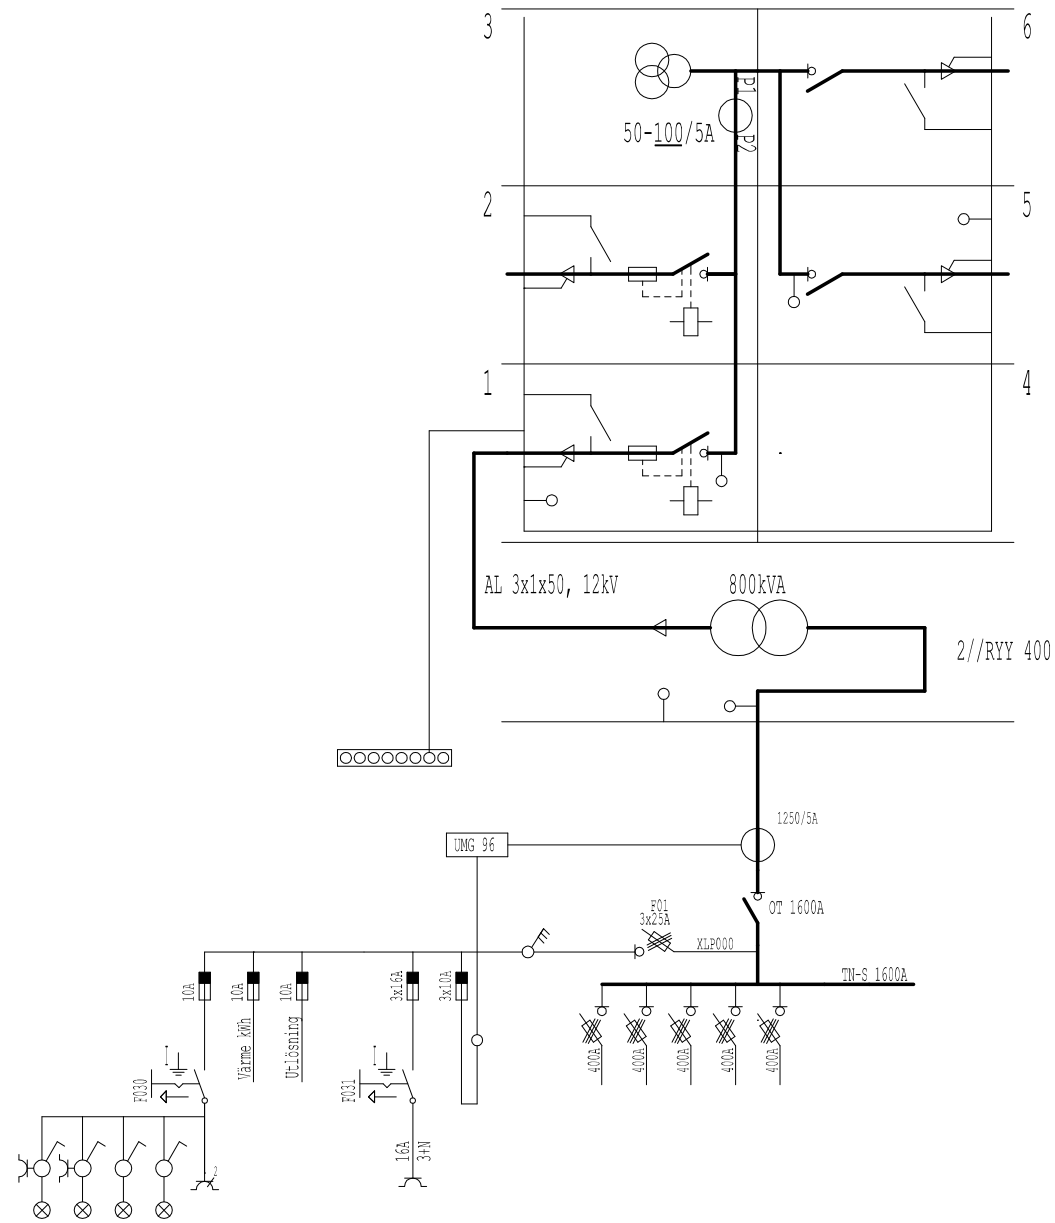 3
6
P1
50-100/5A
P2
2
5
1
4
AL 3x1x50, 12kV
800kVA
2//RYY 400
1250/5A
UMG 96
OT 1600A
F01
3x25A
XLP000
TN-S 1600A
10A
10A
10A
3x16A
3x10A
400A
400A
400A
400A
400A
Värme kWh
Utlösning
I
I
F030
F031
16A
3+N
2